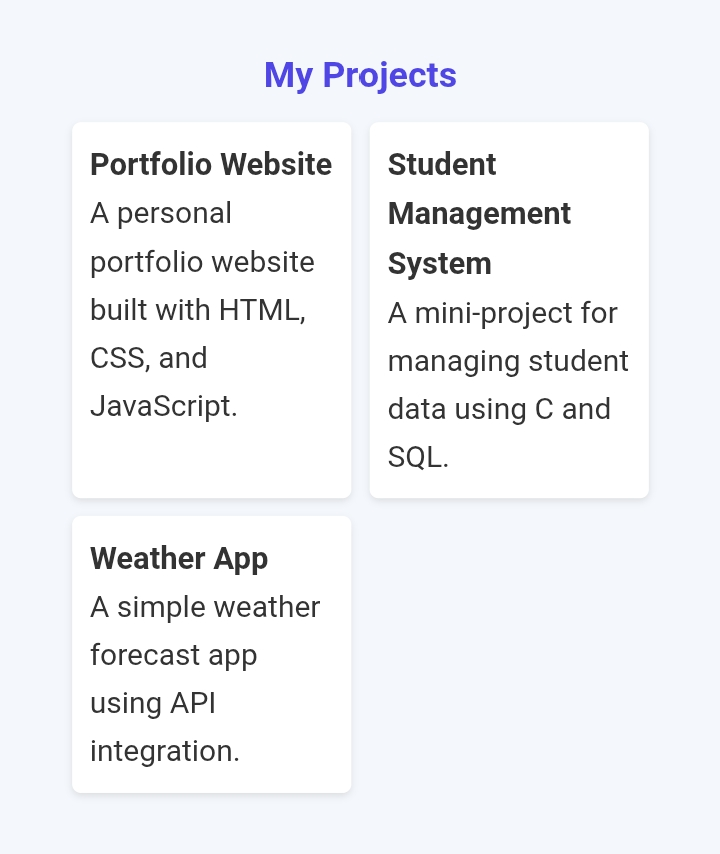 My Projects
Portfolio Website
A personal
portfolio website
built with HTML,
CSS, and
JavaScript.
Student
Management
System
A mini-project for
managing student
data using C and
SQL.
Weather App
A simple weather
forecast app
using API
integration.